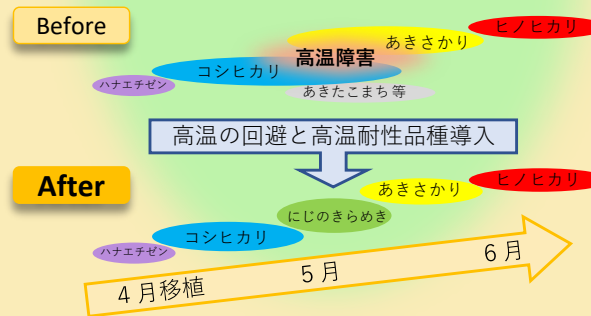 Before
ヒノヒカリ
あきさかり
高温障害
コシヒカリ
ハナエチゼン
あきたこまち 等
高温の回避と高温耐性品種導入
After
ヒノヒカリ
あきさかり
にじのきらめき
コシヒカリ
ハナエチゼン
4月移植
5月
6月